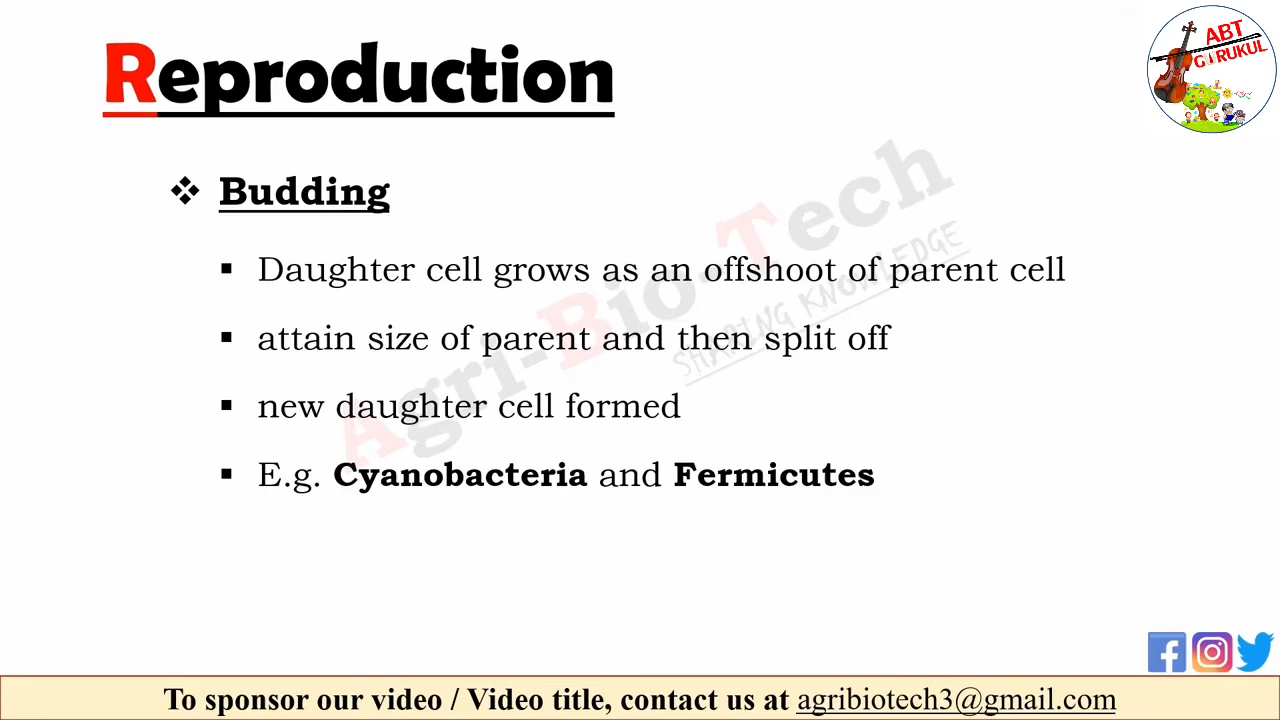 ABT
GURUKUL
Reproduction
❖ Budding
▪ Daughter cell grows as an offshoot of parent cell
▪ attain size of parent and then split off
▪ new daughter cell formed
▪ E.g. Cyanobacteria and Fermicutes
Agri-Bio-Tech
SHARING KNOWLEDGE
To sponsor our video / Video title, contact us at agribiotech3@gmail.com